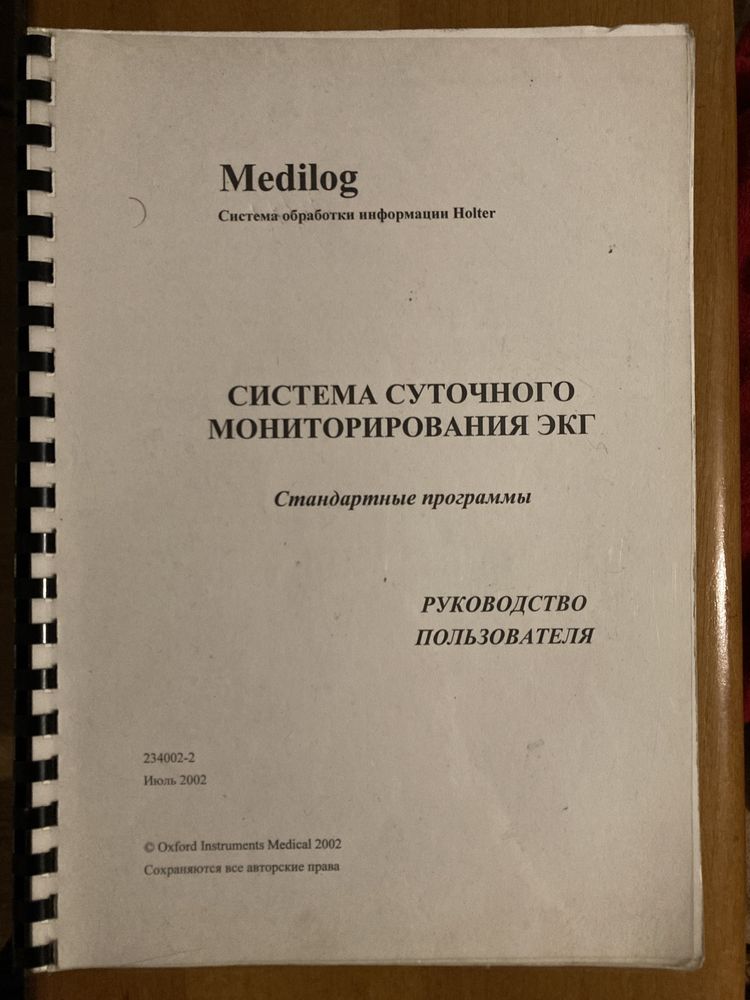 Medilog
Система обработки информации Holter
СИСТЕМА СУТОЧНОГО
МОНИТОРИРОВАНИЯ ЭКГ
Стандартные программы
РУКОВОДСТВО
ПОЛЬЗОВАТЕЛЯ
234002-2
Июль 2002
© Oxford Instruments Medical 2002
Сохраняются все авторские права